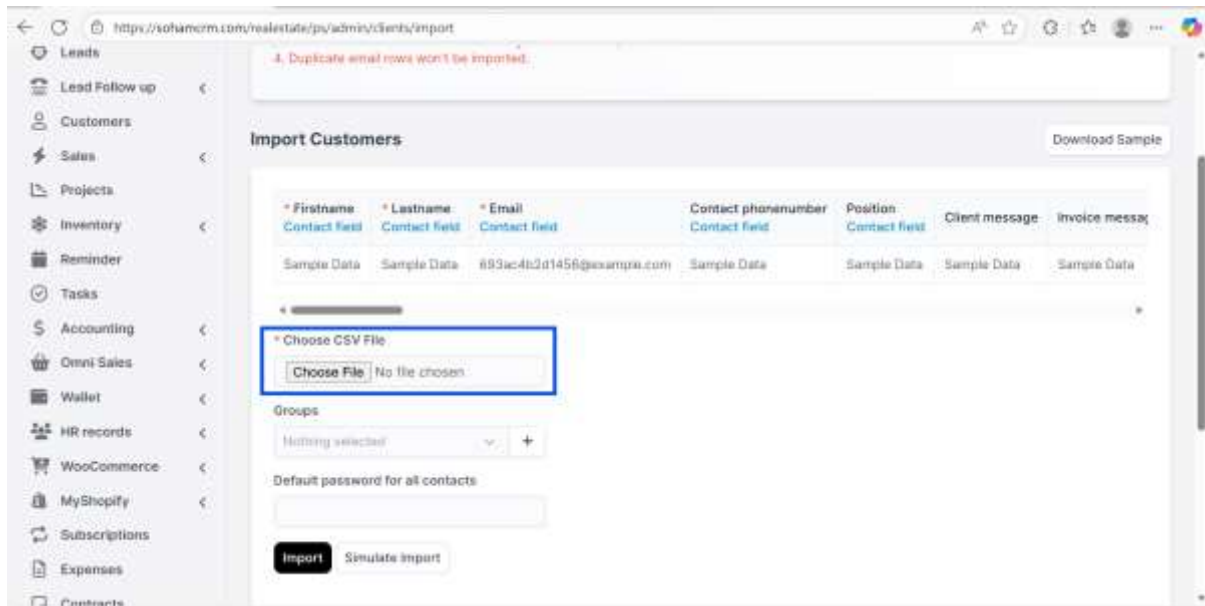 https://sohamcrm.com/realestate/ps/admin/clients/import
Leads
4. Duplicate email rows won't be imported.
Lead Follow up
Customers
Import Customers
Download Sample
Sales
Projects
* Firstname * Lastname * Email Contact phonenumber Position Client message Invoice messag
Contact field Contact field Contact field Contact field Contact field
Inventory
Reminder
Sample Data Sample Data 693ac4b2d1456@example.com Sample Data Sample Data Sample Data Sample Data
Tasks
Accounting
* Choose CSV File
Omni Sales
Choose File No file chosen
Wallet
Groups
HR records
Nothing selected
WooCommerce
Default password for all contacts
MyShopify
Subscriptions
Import Simulate Import
Expenses
Contracts